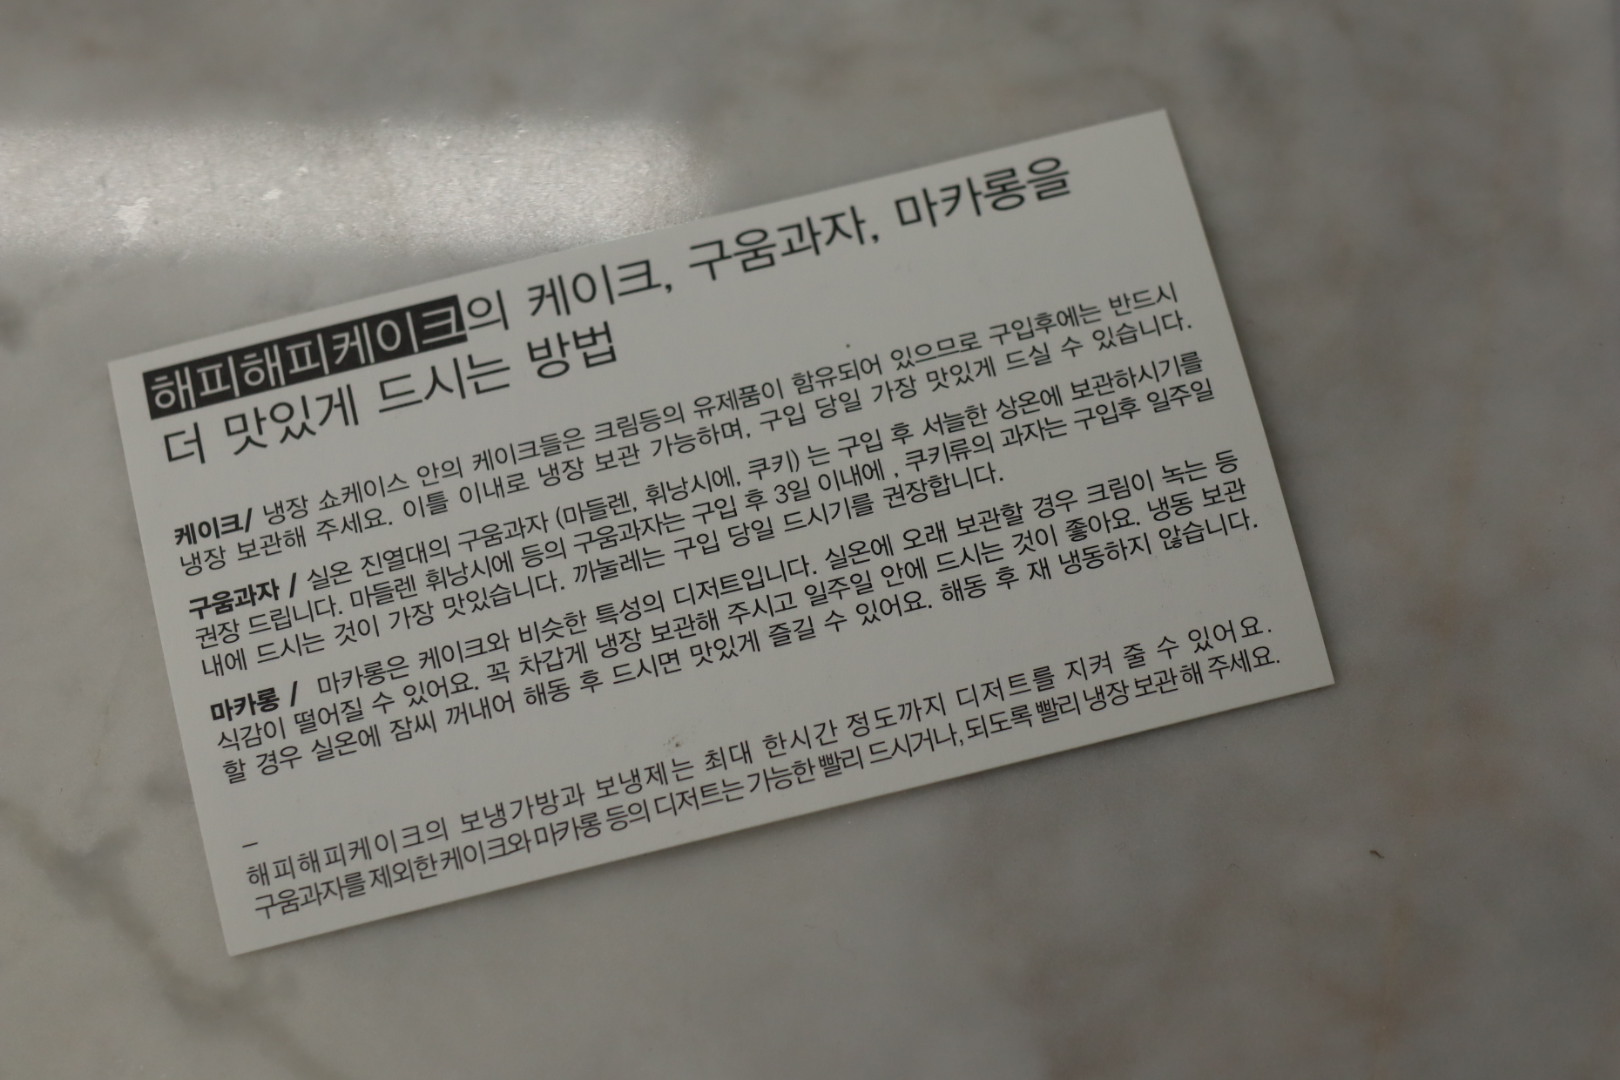 해피해피케이크의 케이크, 구움과자, 마카롱을
더 맛있게 드시는 방법
케이크/ 냉장 쇼케이스 안의 케이크들은 크림등의 유제품이 함유되어 있으므로 구입후에는 반드시
냉장 보관해 주세요. 이틀 이내로 냉장 보관 가능하며, 구입 당일 가장 맛있게 드실 수 있습니다.
구움과자 / 실온 진열대의 구움과자 (마들렌, 휘낭시에, 쿠키) 는 구입 후 서늘한 상온에 보관하시기를
권장 드립니다. 마들렌 휘낭시에 등의 구움과자는 구입 후 3일 이내에 , 쿠키류의 과자는 구입후 일주일
내에 드시는 것이 가장 맛있습니다. 까눌레는 구입 당일 드시기를 권장합니다.
마카롱 / 마카롱은 케이크와 비슷한 특성의 디저트입니다. 실온에 오래 보관할 경우 크림이 녹는 등
식감이 떨어질 수 있어요. 꼭 차갑게 냉장 보관해 주시고 일주일 안에 드시는 것이 좋아요. 냉동 보관
할 경우 실온에 잠씨 꺼내어 해동 후 드시면 맛있게 즐길 수 있어요. 해동 후 재 냉동하지 않습니다.
–
해피해피케이크의 보냉가방과 보냉제는 최대 한시간 정도까지 디저트를 지켜 줄 수 있어요.
구움과자를 제외한 케이크와 마카롱 등의 디저트는 가능한 빨리 드시거나, 되도록 빨리 냉장 보관 해 주세요.